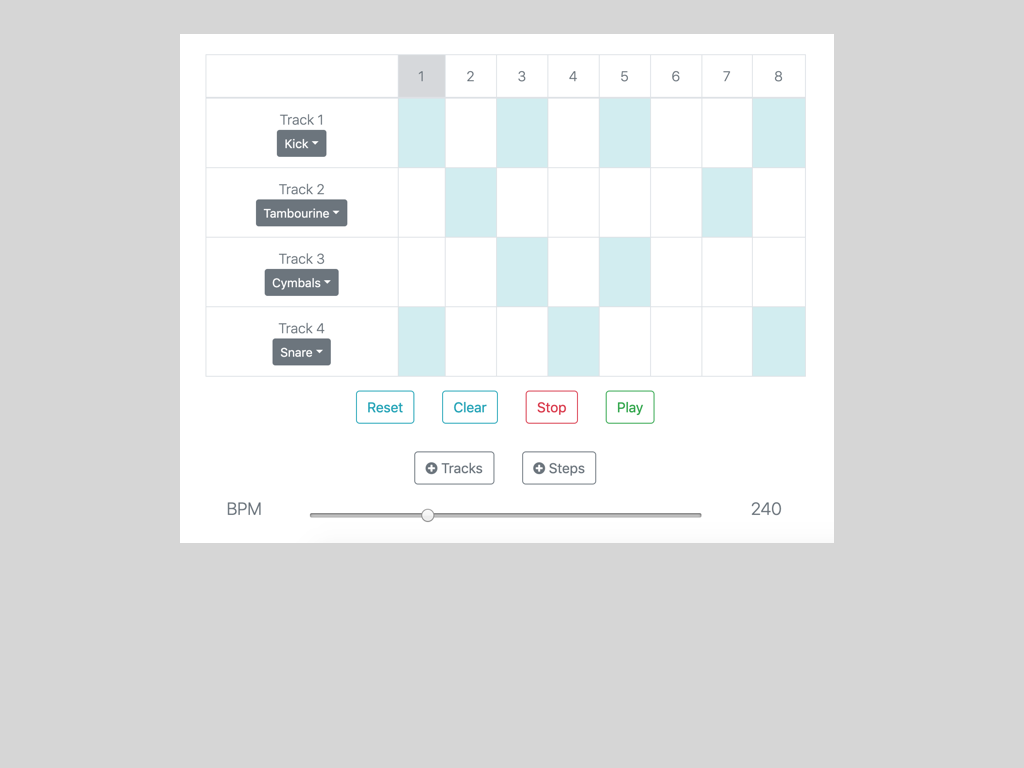 1 2 3 4 5 6 7 8
Track 1
Kick
Track 2
Tambourine
Track 3
Cymbals
Track 4
Snare
Reset Clear Stop Play
Tracks Steps
BPM 240